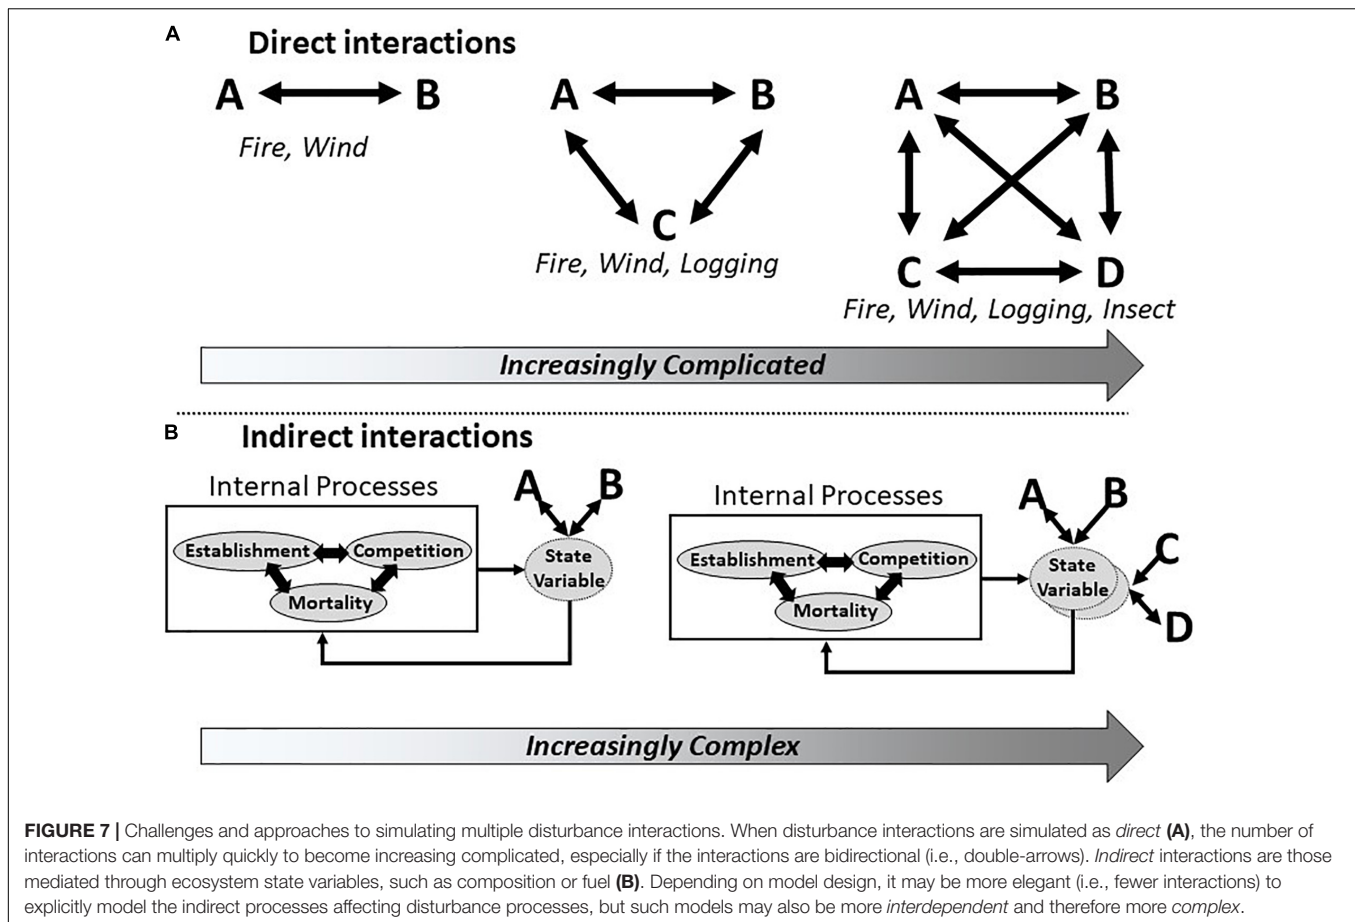 A
Direct interactions
A B
Fire, Wind
A B
C
Fire, Wind, Logging
A B
C D
Fire, Wind, Logging, Insect
Increasingly Complicated
B
Indirect interactions
Internal Processes
Establishment Competition
Mortality
A B
State
Variable
Internal Processes
Establishment Competition
Mortality
A B
C
D
State
Variable
Increasingly Complex
FIGURE 7 | Challenges and approaches to simulating multiple disturbance interactions. When disturbance interactions are simulated as direct (A), the number of
interactions can multiply quickly to become increasing complicated, especially if the interactions are bidirectional (i.e., double-arrows). Indirect interactions are those
mediated through ecosystem state variables, such as composition or fuel (B). Depending on model design, it may be more elegant (i.e., fewer interactions) to
explicitly model the indirect processes affecting disturbance processes, but such models may also be more interdependent and therefore more complex.